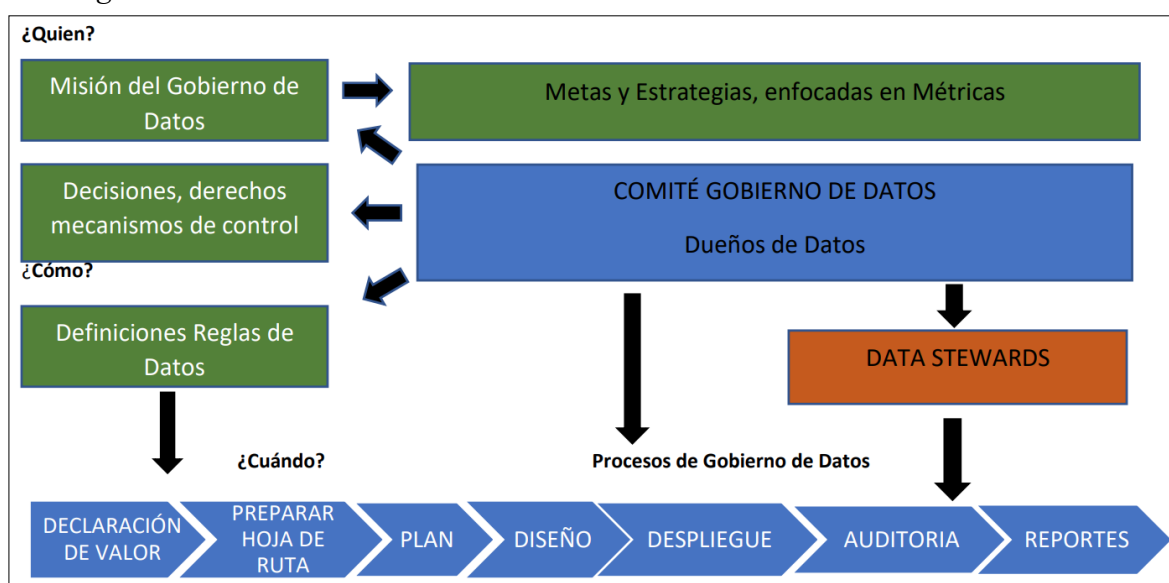 ¿Quien?
Misión del Gobierno de
Datos
Metas y Estrategias, enfocadas en Métricas
Decisiones, derechos
mecanismos de control
COMITÉ GOBIERNO DE DATOS
Dueños de Datos
¿Cómo?
Definiciones Reglas de
Datos
DATA STEWARDS
¿Cuándo?
Procesos de Gobierno de Datos
DECLARACIÓN
DE VALOR
PREPARAR
HOJA DE
RUTA
PLAN
DISEÑO
DESPLIEGUE
AUDITORIA
REPORTES